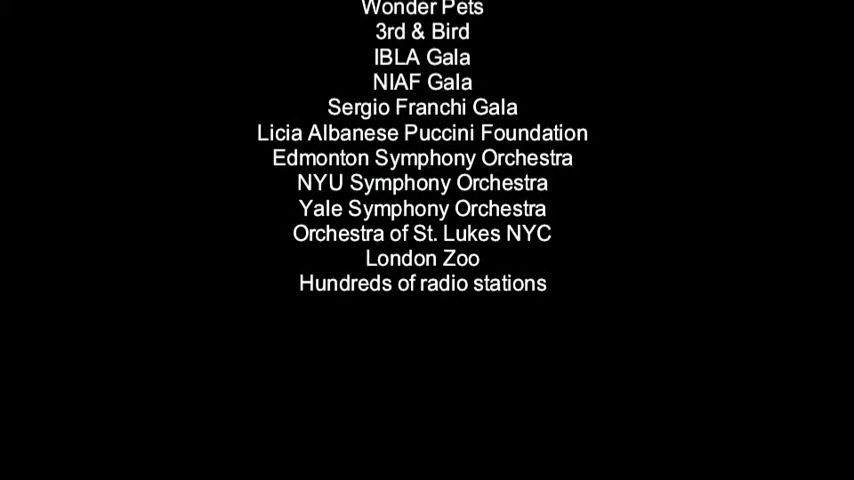 Wonder Pets
3rd & Bird
IBLA Gala
NIAF Gala
Sergio Franchi Gala
Licia Albanese Puccini Foundation
Edmonton Symphony Orchestra
NYU Symphony Orchestra
Yale Symphony Orchestra
Orchestra of St. Lukes NYC
London Zoo
Hundreds of radio stations